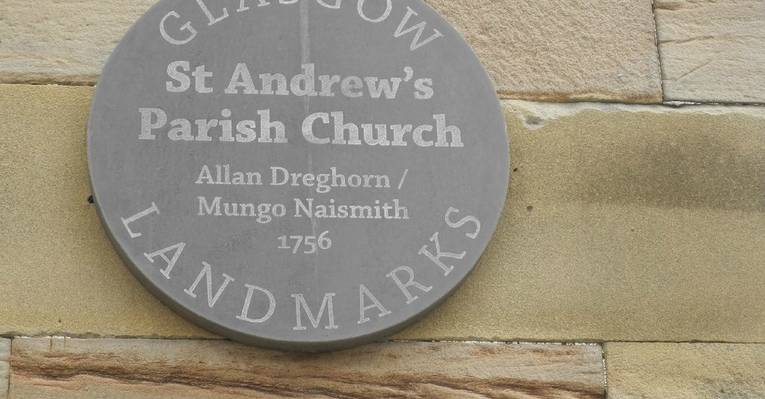 GLASGOW
St Andrew's
Parish Church
Allan Dreghorn /
Mungo Naismith
1756
LANDMARKS